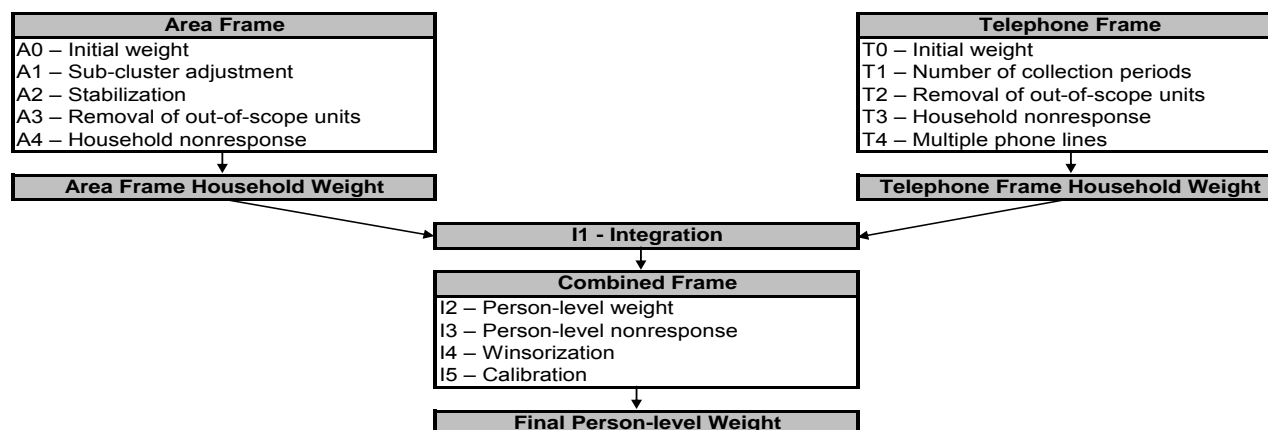 Area Frame
A0 – Initial weight
A1 – Sub-cluster adjustment
A2 – Stabilization
A3 – Removal of out-of-scope units
A4 – Household nonresponse
Area Frame Household Weight
Telephone Frame
T0 – Initial weight
T1 – Number of collection periods
T2 – Removal of out-of-scope units
T3 – Household nonresponse
T4 – Multiple phone lines
Telephone Frame Household Weight
I1 - Integration
Combined Frame
I2 – Person-level weight
I3 – Person-level nonresponse
I4 – Winsorization
I5 – Calibration
Final Person-level Weight